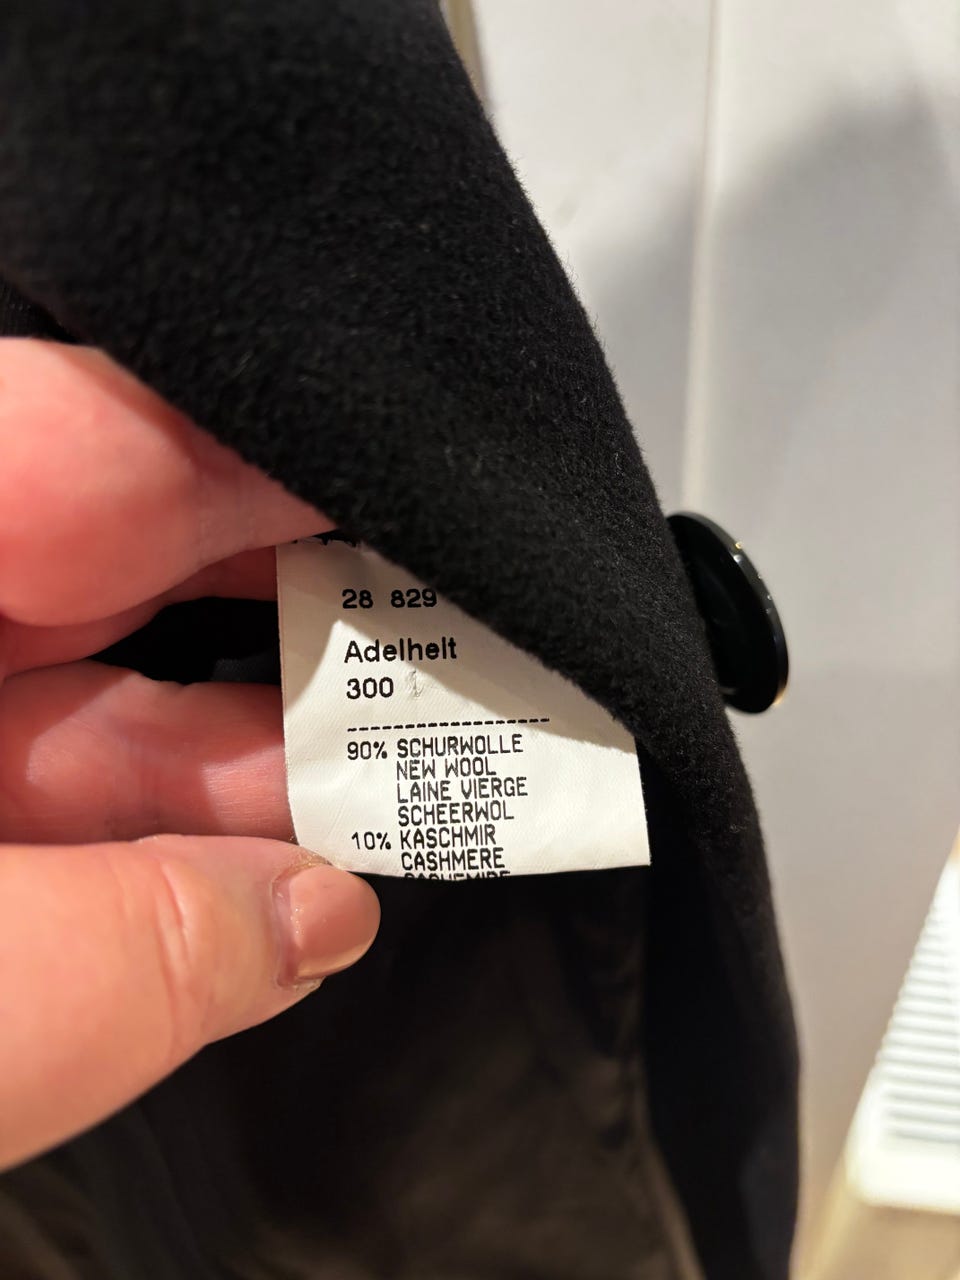 28 829
Adelhelt
300
--------------------
90% SCHURWOLLE
NEW WOOL
LAINE VIERGE
SCHEERWOL
10% KASCHMIR
CASHMERE